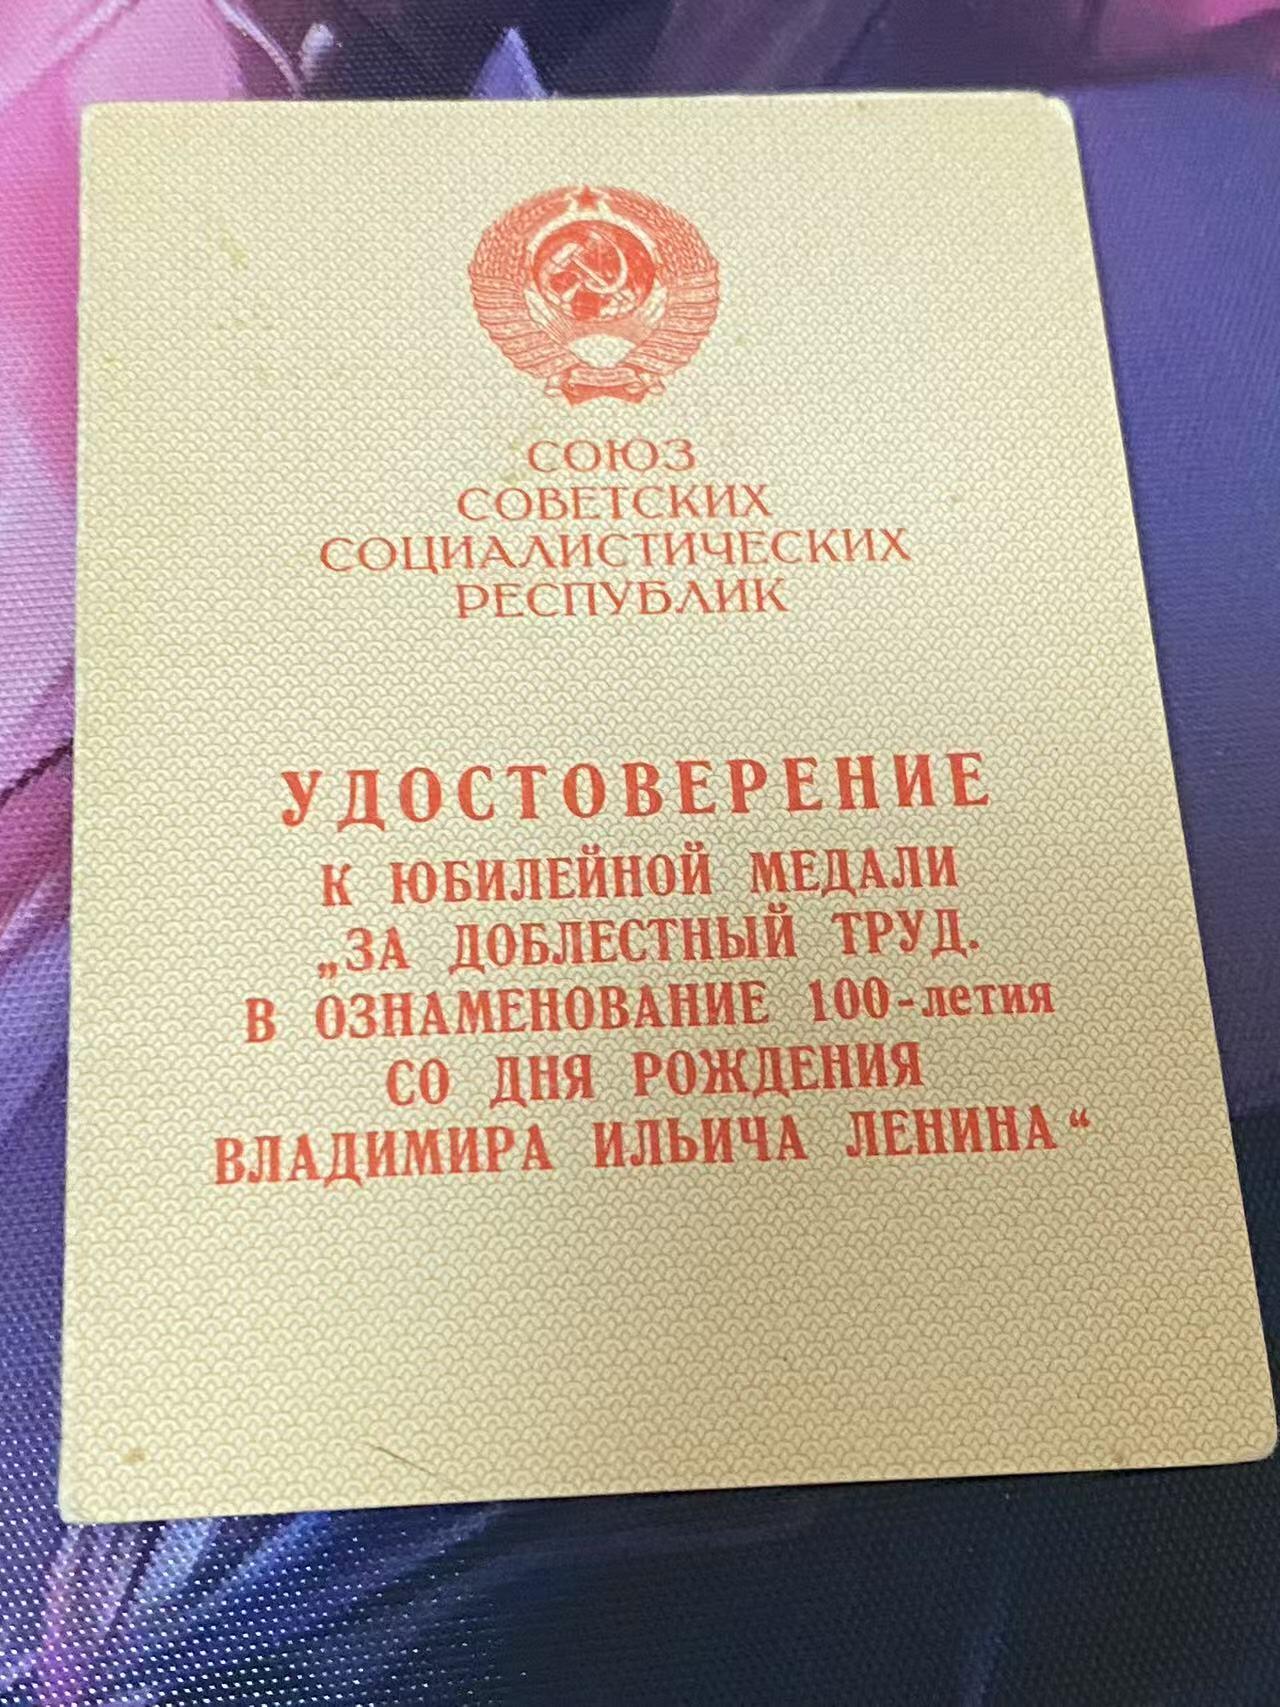 СОЮЗ
СОВЕТСКИХ
СОЦИАЛИСТИЧЕСКИХ
РЕСПУБЛИК
УДОСТОВЕРЕНИЕ
К ЮБИЛЕЙНОЙ МЕДАЛИ
„ЗА ДОБЛЕСТНЫЙ ТРУД.
В ОЗНАМЕНОВАНИЕ 100-летия
СО ДНЯ РОЖДЕНИЯ
ВЛАДИМИРА ИЛЬИЧА ЛЕНИНА“